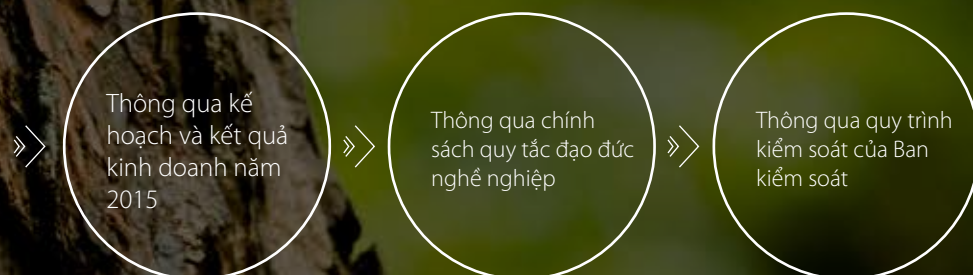 Thông qua kế
hoạch và kết quả
kinh doanh năm
2015
Thông qua chính
sách quy tắc đạo đức
nghề nghiệp
Thông qua quy trình
kiểm soát của Ban
kiểm soát